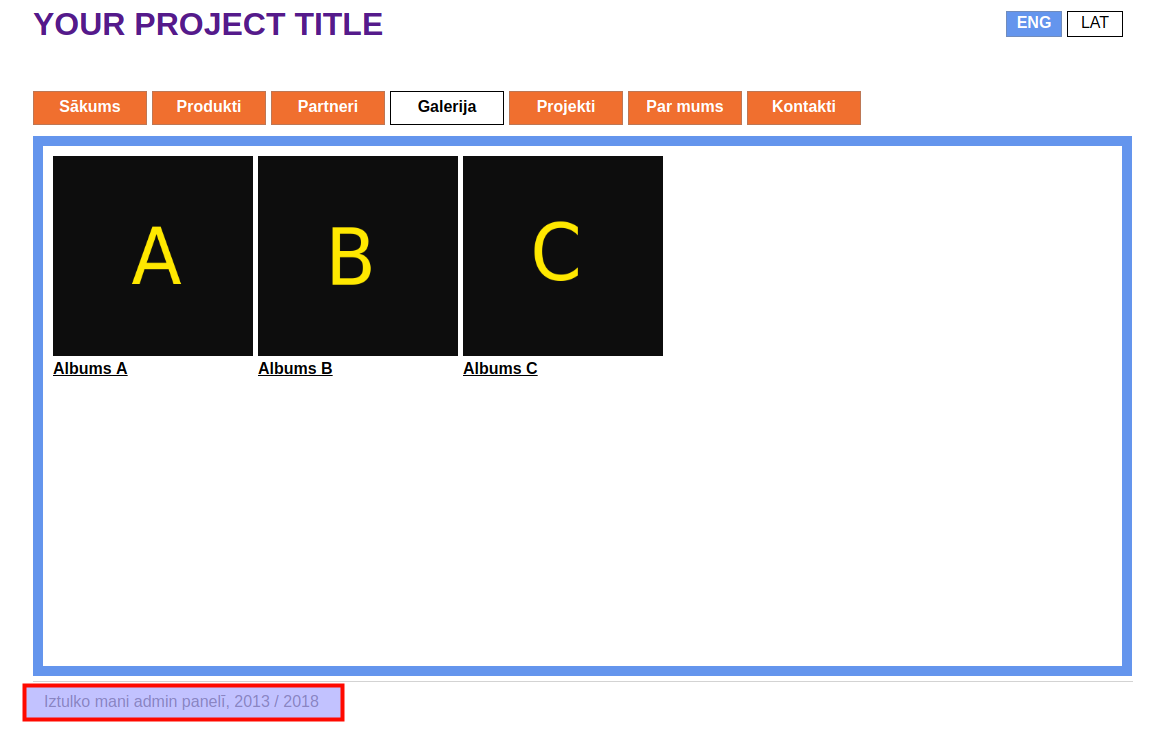 YOUR PROJECT TITLE
ENG LAT
Sākums Produkti Partneri Galerija Projekti Par mums Kontakti
A B C
Albums A Albums B Albums C
Iztulko mani admin panelī, 2013 / 2018